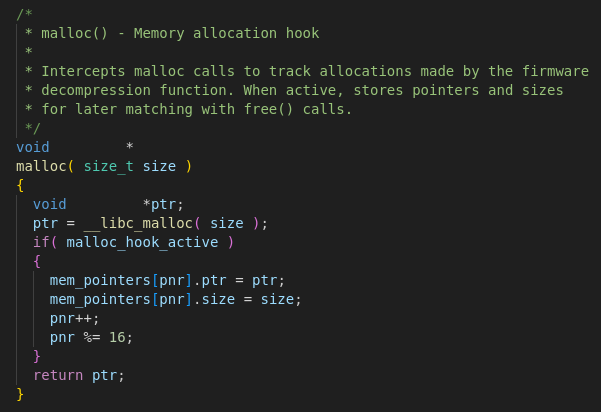 /*
 * malloc() - Memory allocation hook
 *
 * Intercepts malloc calls to track allocations made by the firmware
 * decompression function. When active, stores pointers and sizes
 * for later matching with free() calls.
 */
void         *
malloc( size_t size )
{
  void         *ptr;
  ptr = __libc_malloc( size );
  if( malloc_hook_active )
  {
    mem_pointers[pnr].ptr = ptr;
    mem_pointers[pnr].size = size;
    pnr++;
    pnr %= 16;
  }
  return ptr;
}